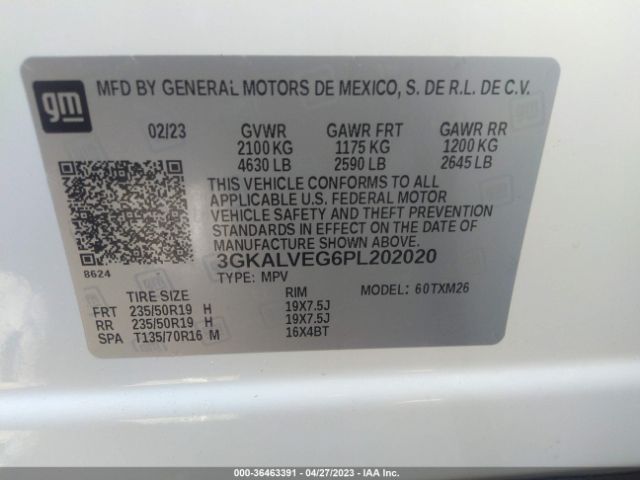 gm
MFD BY GENERAL MOTORS DE MEXICO, S. DE R.L. DE C.V.
02/23 GVWR GAWR FRT GAWR RR
2100 KG 1175 KG 1200 KG
4630 LB 2590 LB 2645 LB
THIS VEHICLE CONFORMS TO ALL
APPLICABLE U.S. FEDERAL MOTOR
VEHICLE SAFETY AND THEFT PREVENTION
STANDARDS IN EFFECT ON THE DATE OF
MANUFACTURE SHOWN ABOVE.
8624
3GKALVEG6PL202020
TYPE: MPV MODEL: 60TXM26
TIRE SIZE RIM
FRT 235/50R19 H 19X7.5J
RR 235/50R19 H 19X7.5J
SPA T135/70R16 M 16X4BT
000-36463391 - 04/27/2023 - IAAI.com